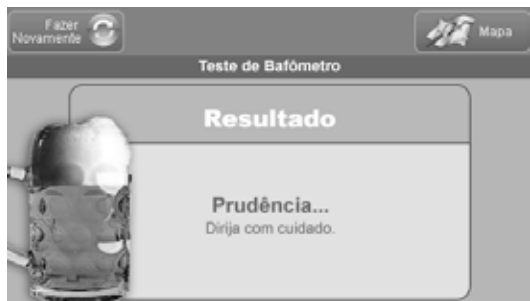 Fazer
Novamente
Mapa
Teste de Bafômetro
Resultado
Prudência...
Dirija com cuidado.